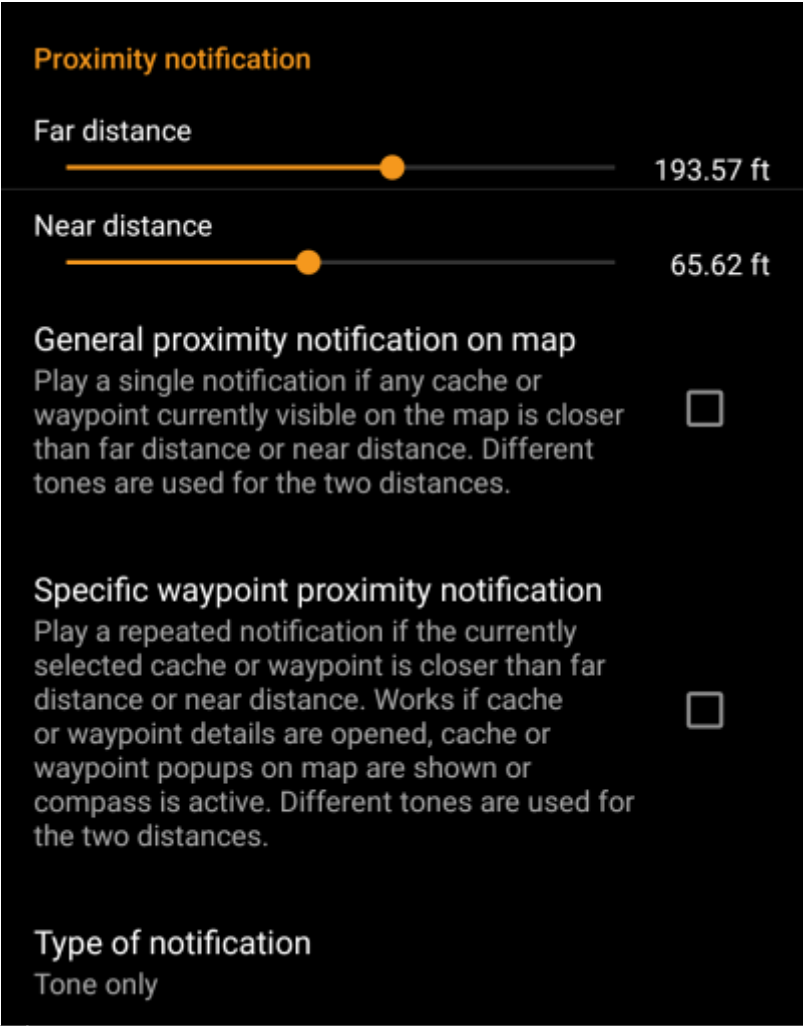 Proximity notification
Far distance
193.57 ft
Near distance
65.62 ft
General proximity notification on map
Play a single notification if any cache or
waypoint currently visible on the map is closer
than far distance or near distance. Different
tones are used for the two distances.
Specific waypoint proximity notification
Play a repeated notification if the currently
selected cache or waypoint is closer than far
distance or near distance. Works if cache
or waypoint details are opened, cache or
waypoint popups on map are shown or
compass is active. Different tones are used for
the two distances.
Type of notification
Tone only